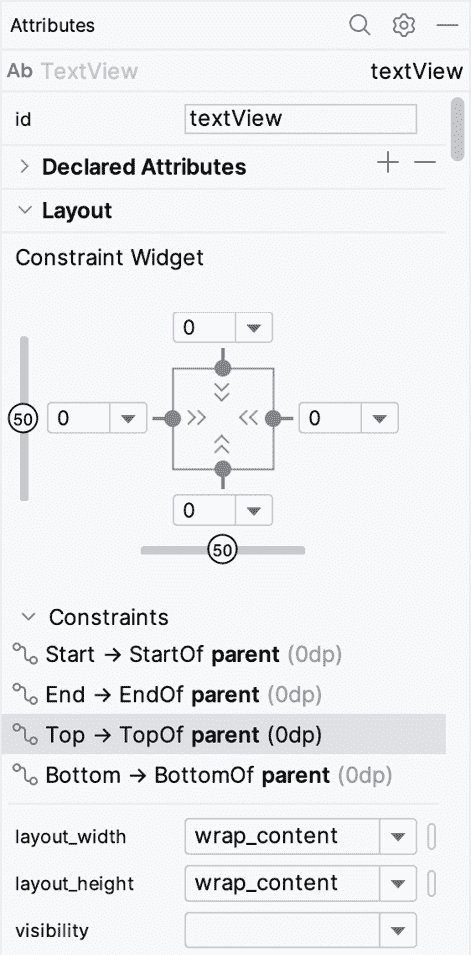 Attributes
Ab TextView textView
id textView
Declared Attributes
Layout
Constraint Widget
0
50 0 0
0
50
Constraints
Start → StartOf parent (0dp)
End → EndOf parent (0dp)
Top → TopOf parent (0dp)
Bottom → BottomOf parent (0dp)
layout_width wrap_content
layout_height wrap_content
visibility